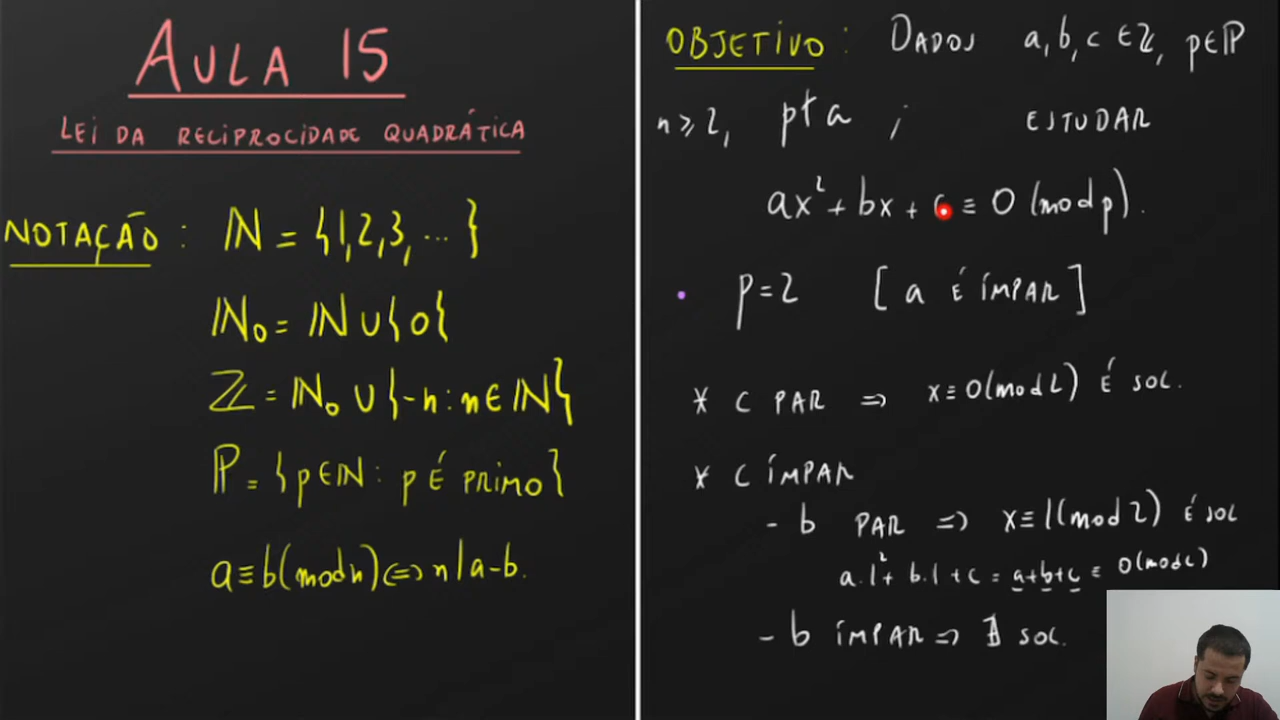 AULA 15
LEI DA RECIPROCIDADE QUADRÁTICA
NOTAÇÃO: ℕ = {1,2,3, ...}
ℕ₀ = ℕ ∪ {0}
ℤ = ℕ₀ ∪ {-n : n ∈ ℕ}
ℙ = {p ∈ ℕ : p É PRIMO}
a ≡ b (mod n) ⇔ n | a-b.
OBJETIVO: DADOS a, b, c ∈ ℤ, p ∈ ℙ
n ≥ 2, p ∤ a ; ESTUDAR
ax² + bx + c ≡ 0 (mod p).
• p = 2 [a É ÍMPAR]
* C PAR ⇒ x ≡ 0 (mod 2) É SOL.
* C ÍMPAR
- b PAR ⇒ x ≡ 1 (mod 2) É SOL
a.1² + b.1 + c = a+b+c ≡ 0 (mod 2)
- b ÍMPAR ⇒ ∄ SOL.